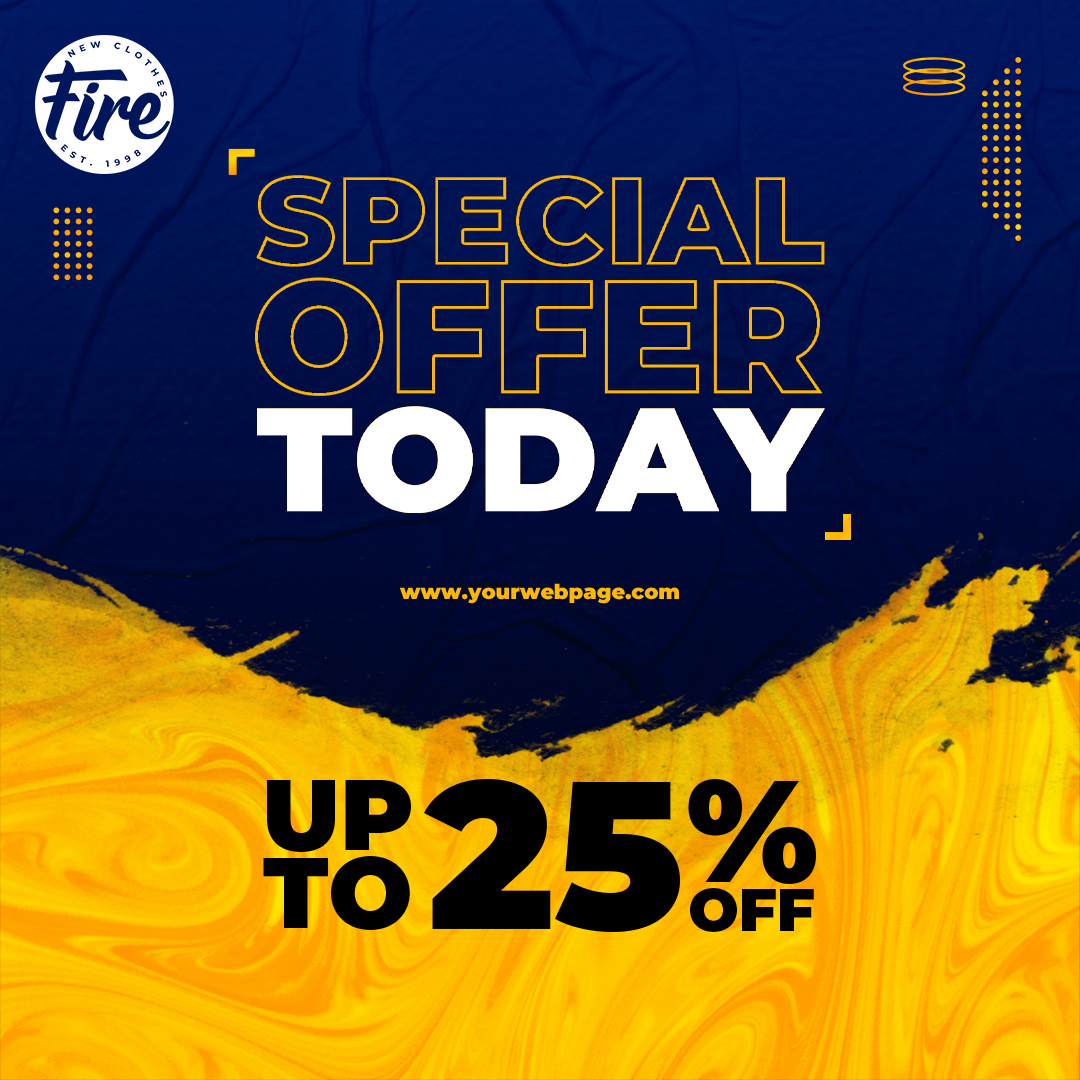 NEW CLOTHES
Fire
EST. 1998
SPECIAL
OFFER
TODAY
www.yourwebpage.com
UP TO 25% OFF